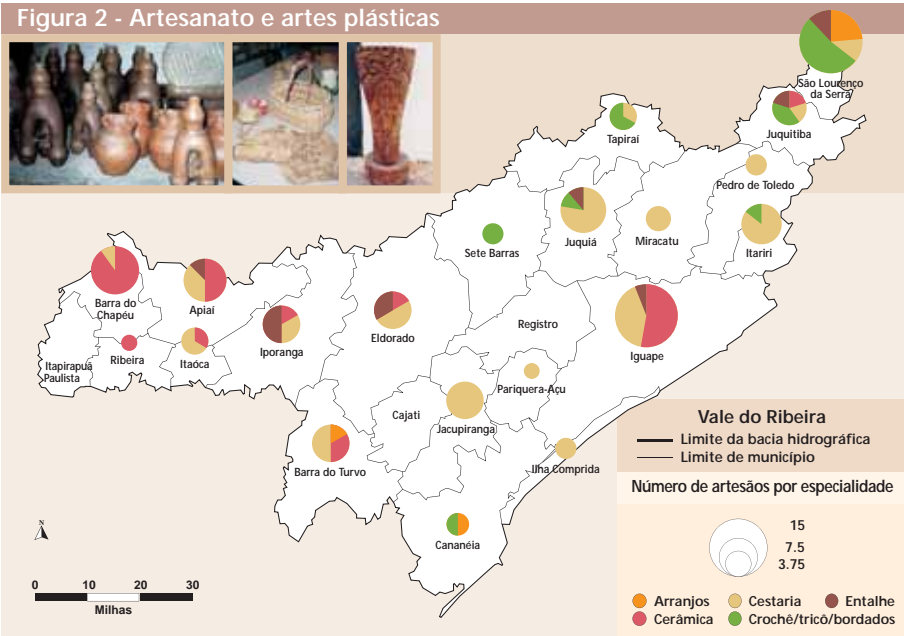 Figura 2 - Artesanato e artes plásticas
São Lourenço
da Serra
Juquitiba
Tapiraí
Pedro de Toledo
Sete Barras
Juquiá
Miracatu
Itariri
Barra do
Chapéu
Apiaí
Iporanga
Eldorado
Registro
Iguape
Itapirapuã
Paulista
Ribeira
Itaóca
Pariquera-Açu
Cajati
Jacupiranga
Barra do Turvo
Ilha Comprida
Cananéia
N
0 10 20 30
Milhas
Vale do Ribeira
Limite da bacia hidrográfica
Limite de município
Número de artesãos por especialidade
15
7.5
3.75
Arranjos Cestaria Entalhe
Cerâmica Crochê/tricô/bordados